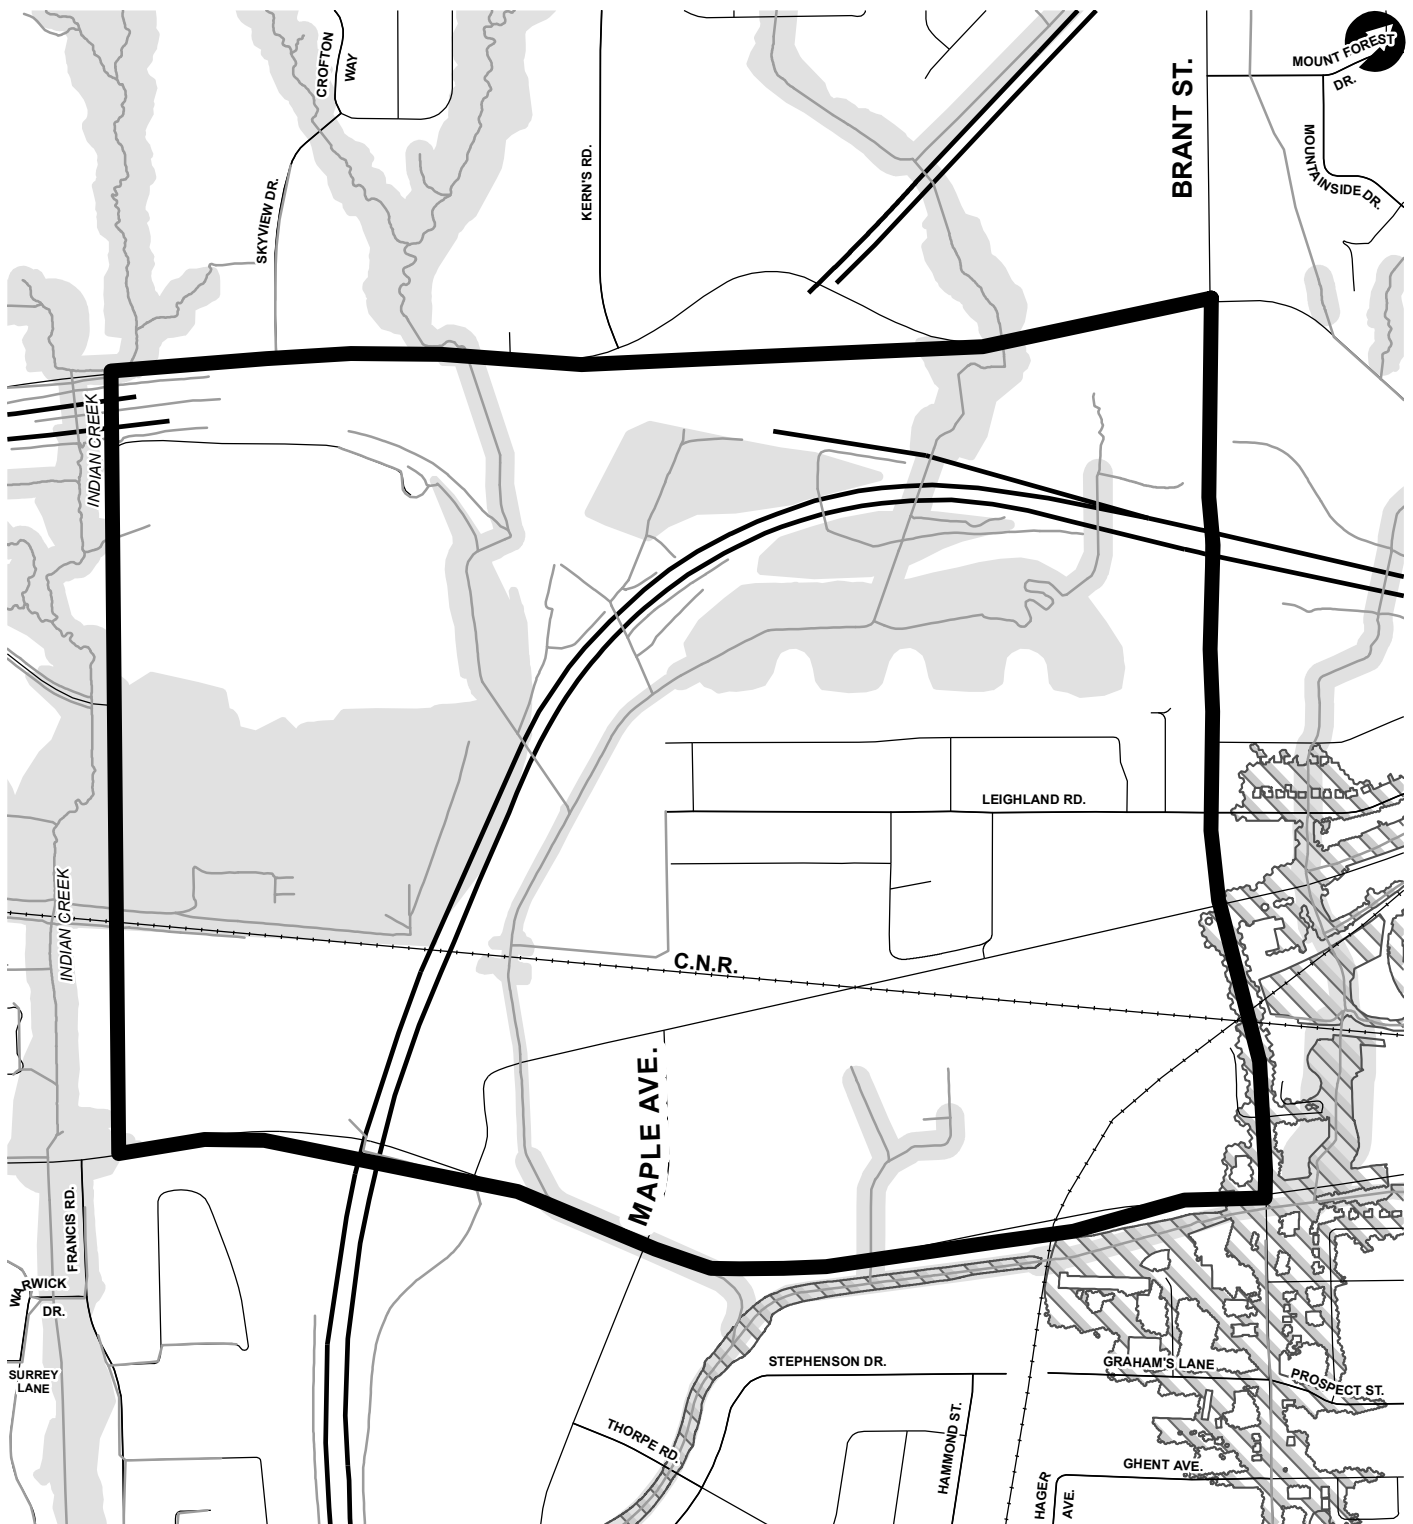 CROFTON
WAY
MOUNT FOREST
DR.
BRANT ST.
MOUNTAINSIDE DR.
KERN'S RD.
SKYVIEW DR.
INDIAN CREEK
LEIGHLAND RD.
INDIAN CREEK
C.N.R.
MAPLE AVE.
FRANCIS RD.
WARWICK
DR.
SURREY
LANE
STEPHENSON DR.
GRAHAM'S LANE
PROSPECT ST.
THORPE RD.
HAMMOND ST.
GHENT AVE.
HAGER
AVE.